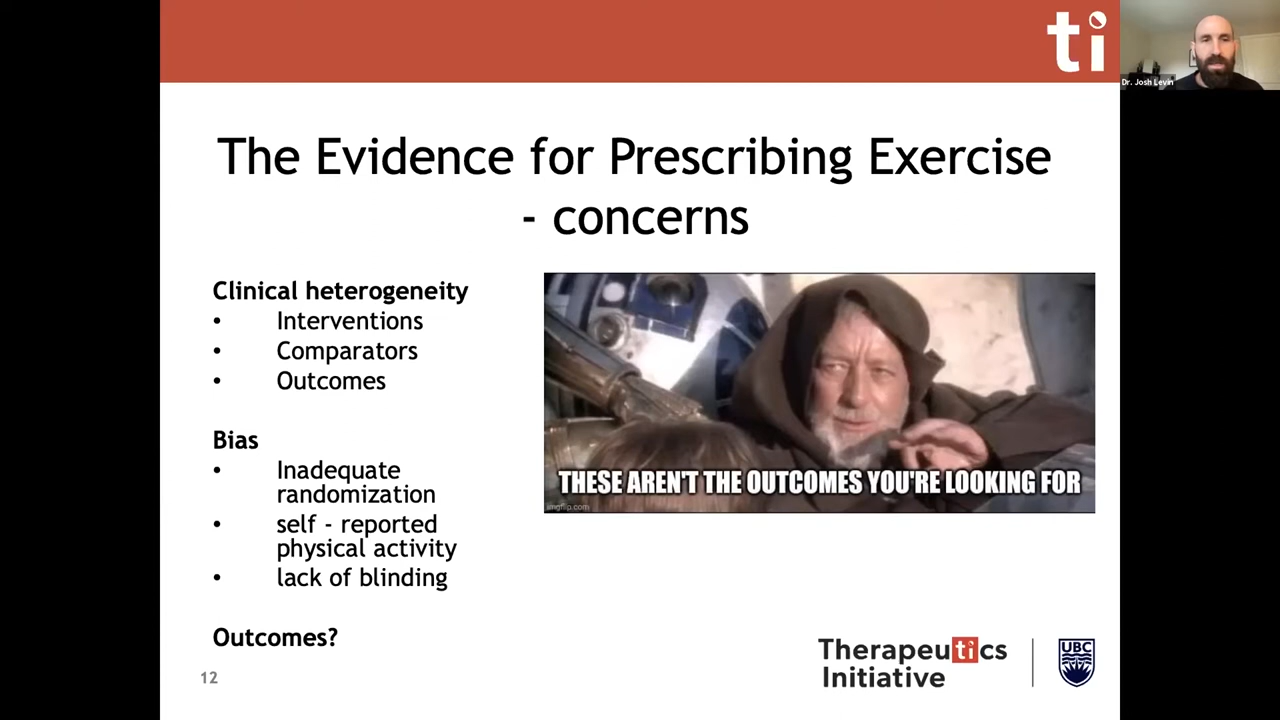 ti
Dr. Josh Levin
The Evidence for Prescribing Exercise
- concerns
Clinical heterogeneity
• Interventions
• Comparators
• Outcomes
Bias
• Inadequate
randomization
• self - reported
physical activity
• lack of blinding
Outcomes?
THESE AREN'T THE OUTCOMES YOU'RE LOOKING FOR
imgflip.com
12
Therapeutics
Initiative
UBC